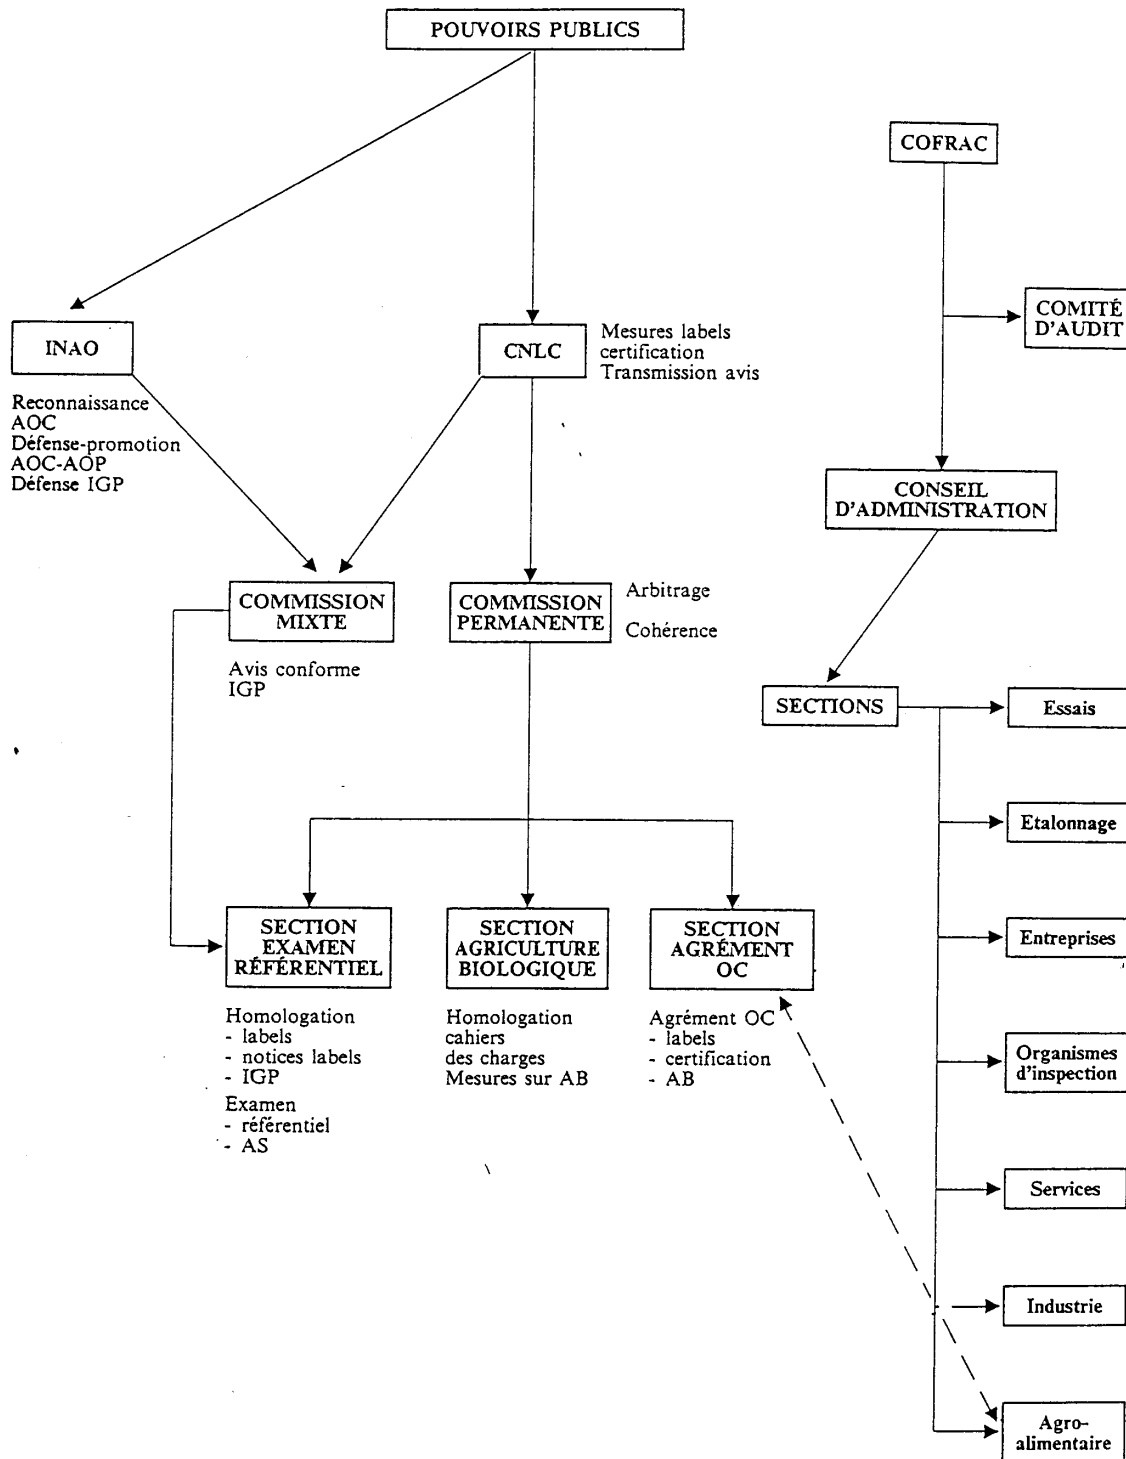 POUVOIRS PUBLICS
COFRAC
COMITÉ
D'AUDIT
INAO
Reconnaissance
AOC
Défense-promotion
AOC-AOP
Défense IGP
CNLC
Mesures labels
certification
Transmission avis
CONSEIL
D'ADMINISTRATION
COMMISSION
MIXTE
Avis conforme
IGP
COMMISSION
PERMANENTE
Arbitrage
Cohérence
SECTIONS
Essais
Etalonnage
Entreprises
Organismes
d'inspection
Services
Industrie
Agro-
alimentaire
SECTION
EXAMEN
RÉFÉRENTIEL
Homologation
- labels
- notices labels
- IGP
Examen
- référentiel
- AS
SECTION
AGRICULTURE
BIOLOGIQUE
Homologation
cahiers
des charges
Mesures sur AB
SECTION
AGRÉMENT
OC
Agrément OC
- labels
- certification
- AB